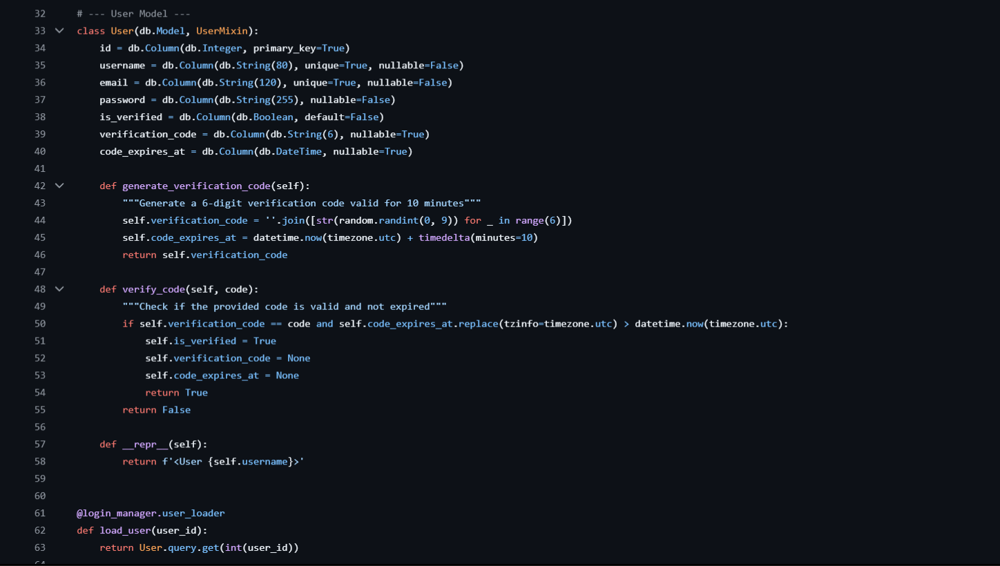 32 # --- User Model ---
33 class User(db.Model, UserMixin):
34     id = db.Column(db.Integer, primary_key=True)
35     username = db.Column(db.String(80), unique=True, nullable=False)
36     email = db.Column(db.String(120), unique=True, nullable=False)
37     password = db.Column(db.String(255), nullable=False)
38     is_verified = db.Column(db.Boolean, default=False)
39     verification_code = db.Column(db.String(6), nullable=True)
40     code_expires_at = db.Column(db.DateTime, nullable=True)
41
42     def generate_verification_code(self):
43         """Generate a 6-digit verification code valid for 10 minutes"""
44         self.verification_code = ''.join([str(random.randint(0, 9)) for _ in range(6)])
45         self.code_expires_at = datetime.now(timezone.utc) + timedelta(minutes=10)
46         return self.verification_code
47
48     def verify_code(self, code):
49         """Check if the provided code is valid and not expired"""
50         if self.verification_code == code and self.code_expires_at.replace(tzinfo=timezone.utc) > datetime.now(timezone.utc):
51             self.is_verified = True
52             self.verification_code = None
53             self.code_expires_at = None
54             return True
55         return False
56
57     def __repr__(self):
58         return f'<User {self.username}>'
59
60
61 @login_manager.user_loader
62 def load_user(user_id):
63     return User.query.get(int(user_id))